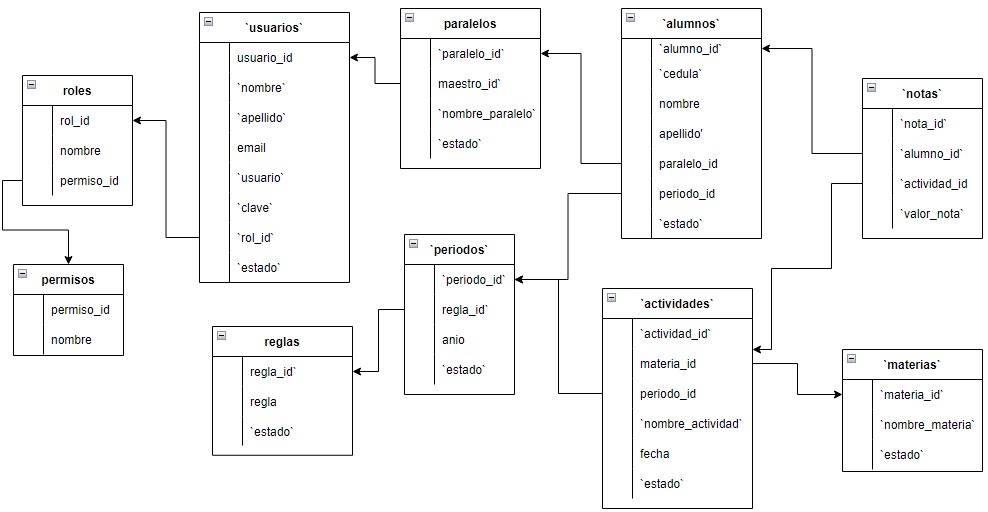 roles
rol_id
nombre
permiso_id
permisos
permiso_id
nombre
`usuarios`
usuario_id
`nombre`
`apellido`
email
`usuario`
`clave`
`rol_id`
`estado`
reglas
regla_id`
regla
`estado`
paralelos
`paralelo_id`
maestro_id`
`nombre_paralelo`
`estado`
`periodos`
`periodo_id`
regla_id`
anio
`estado`
`alumnos`
`alumno_id`
`cedula`
nombre
apellido'
paralelo_id
periodo_id
`estado`
`actividades`
`actividad_id`
materia_id
periodo_id
`nombre_actividad`
fecha
`estado`
`notas`
`nota_id`
`alumno_id`
`actividad_id
`valor_nota`
`materias`
`materia_id`
`nombre_materia`
`estado`